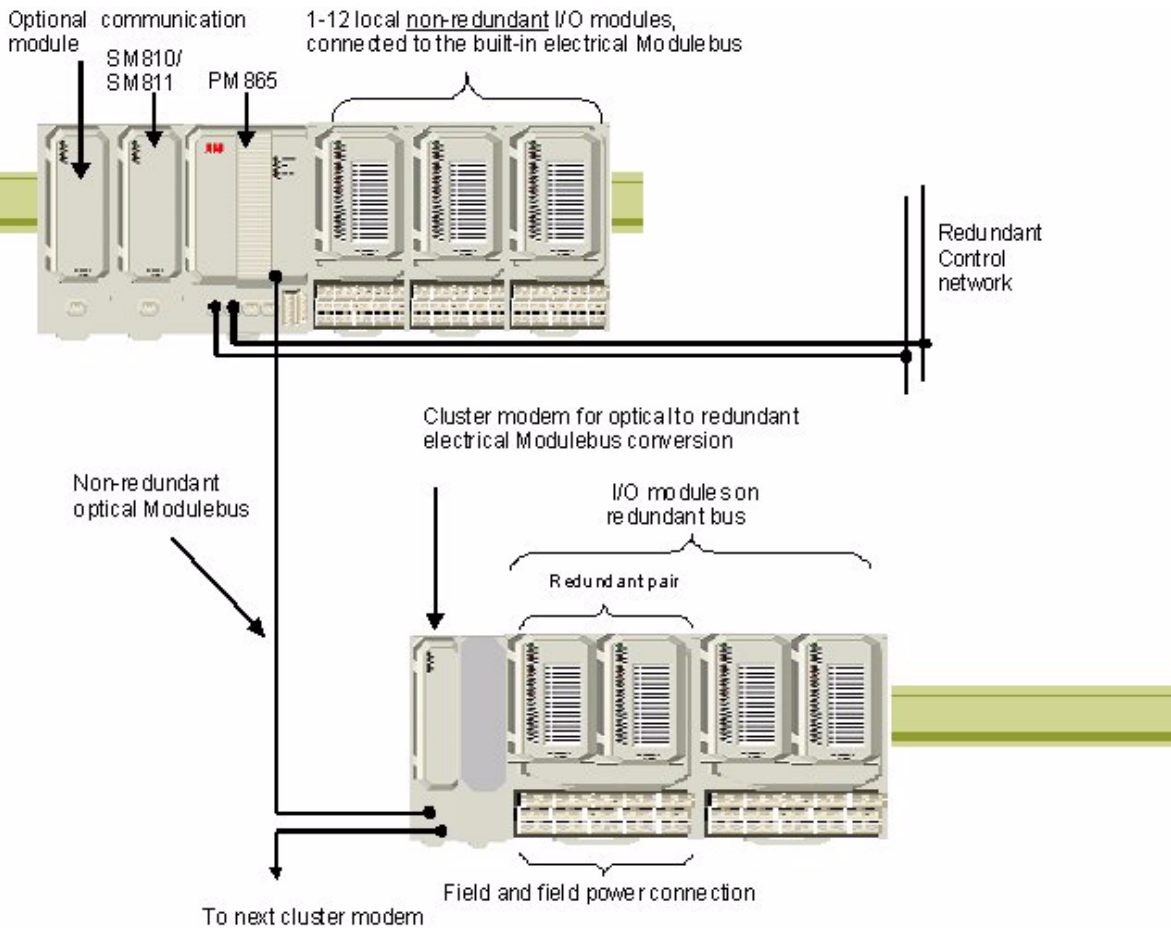 Optional communication
module
SM810/
SM811
PM865
1-12 local non-redundant I/O modules,
connected to the built-in electrical Modulebus
ABB
Redundant
Control
network
Cluster modem for optical to redundant
electrical Modulebus conversion
Non-redundant
optical Modulebus
I/O modules on
redundant bus
Redundant pair
Field and field power connection
To next cluster modem